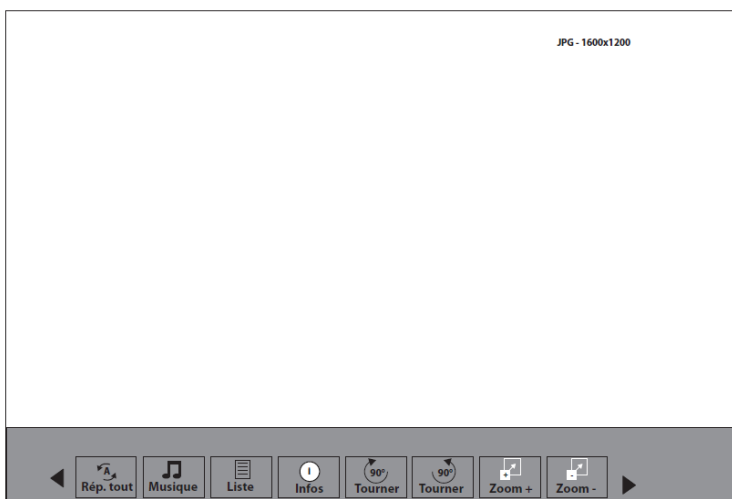 JPG - 1600x1200
A
I
90°
90°
+
-
Rép. tout
Musique
Liste
Infos
Tourner
Tourner
Zoom +
Zoom -